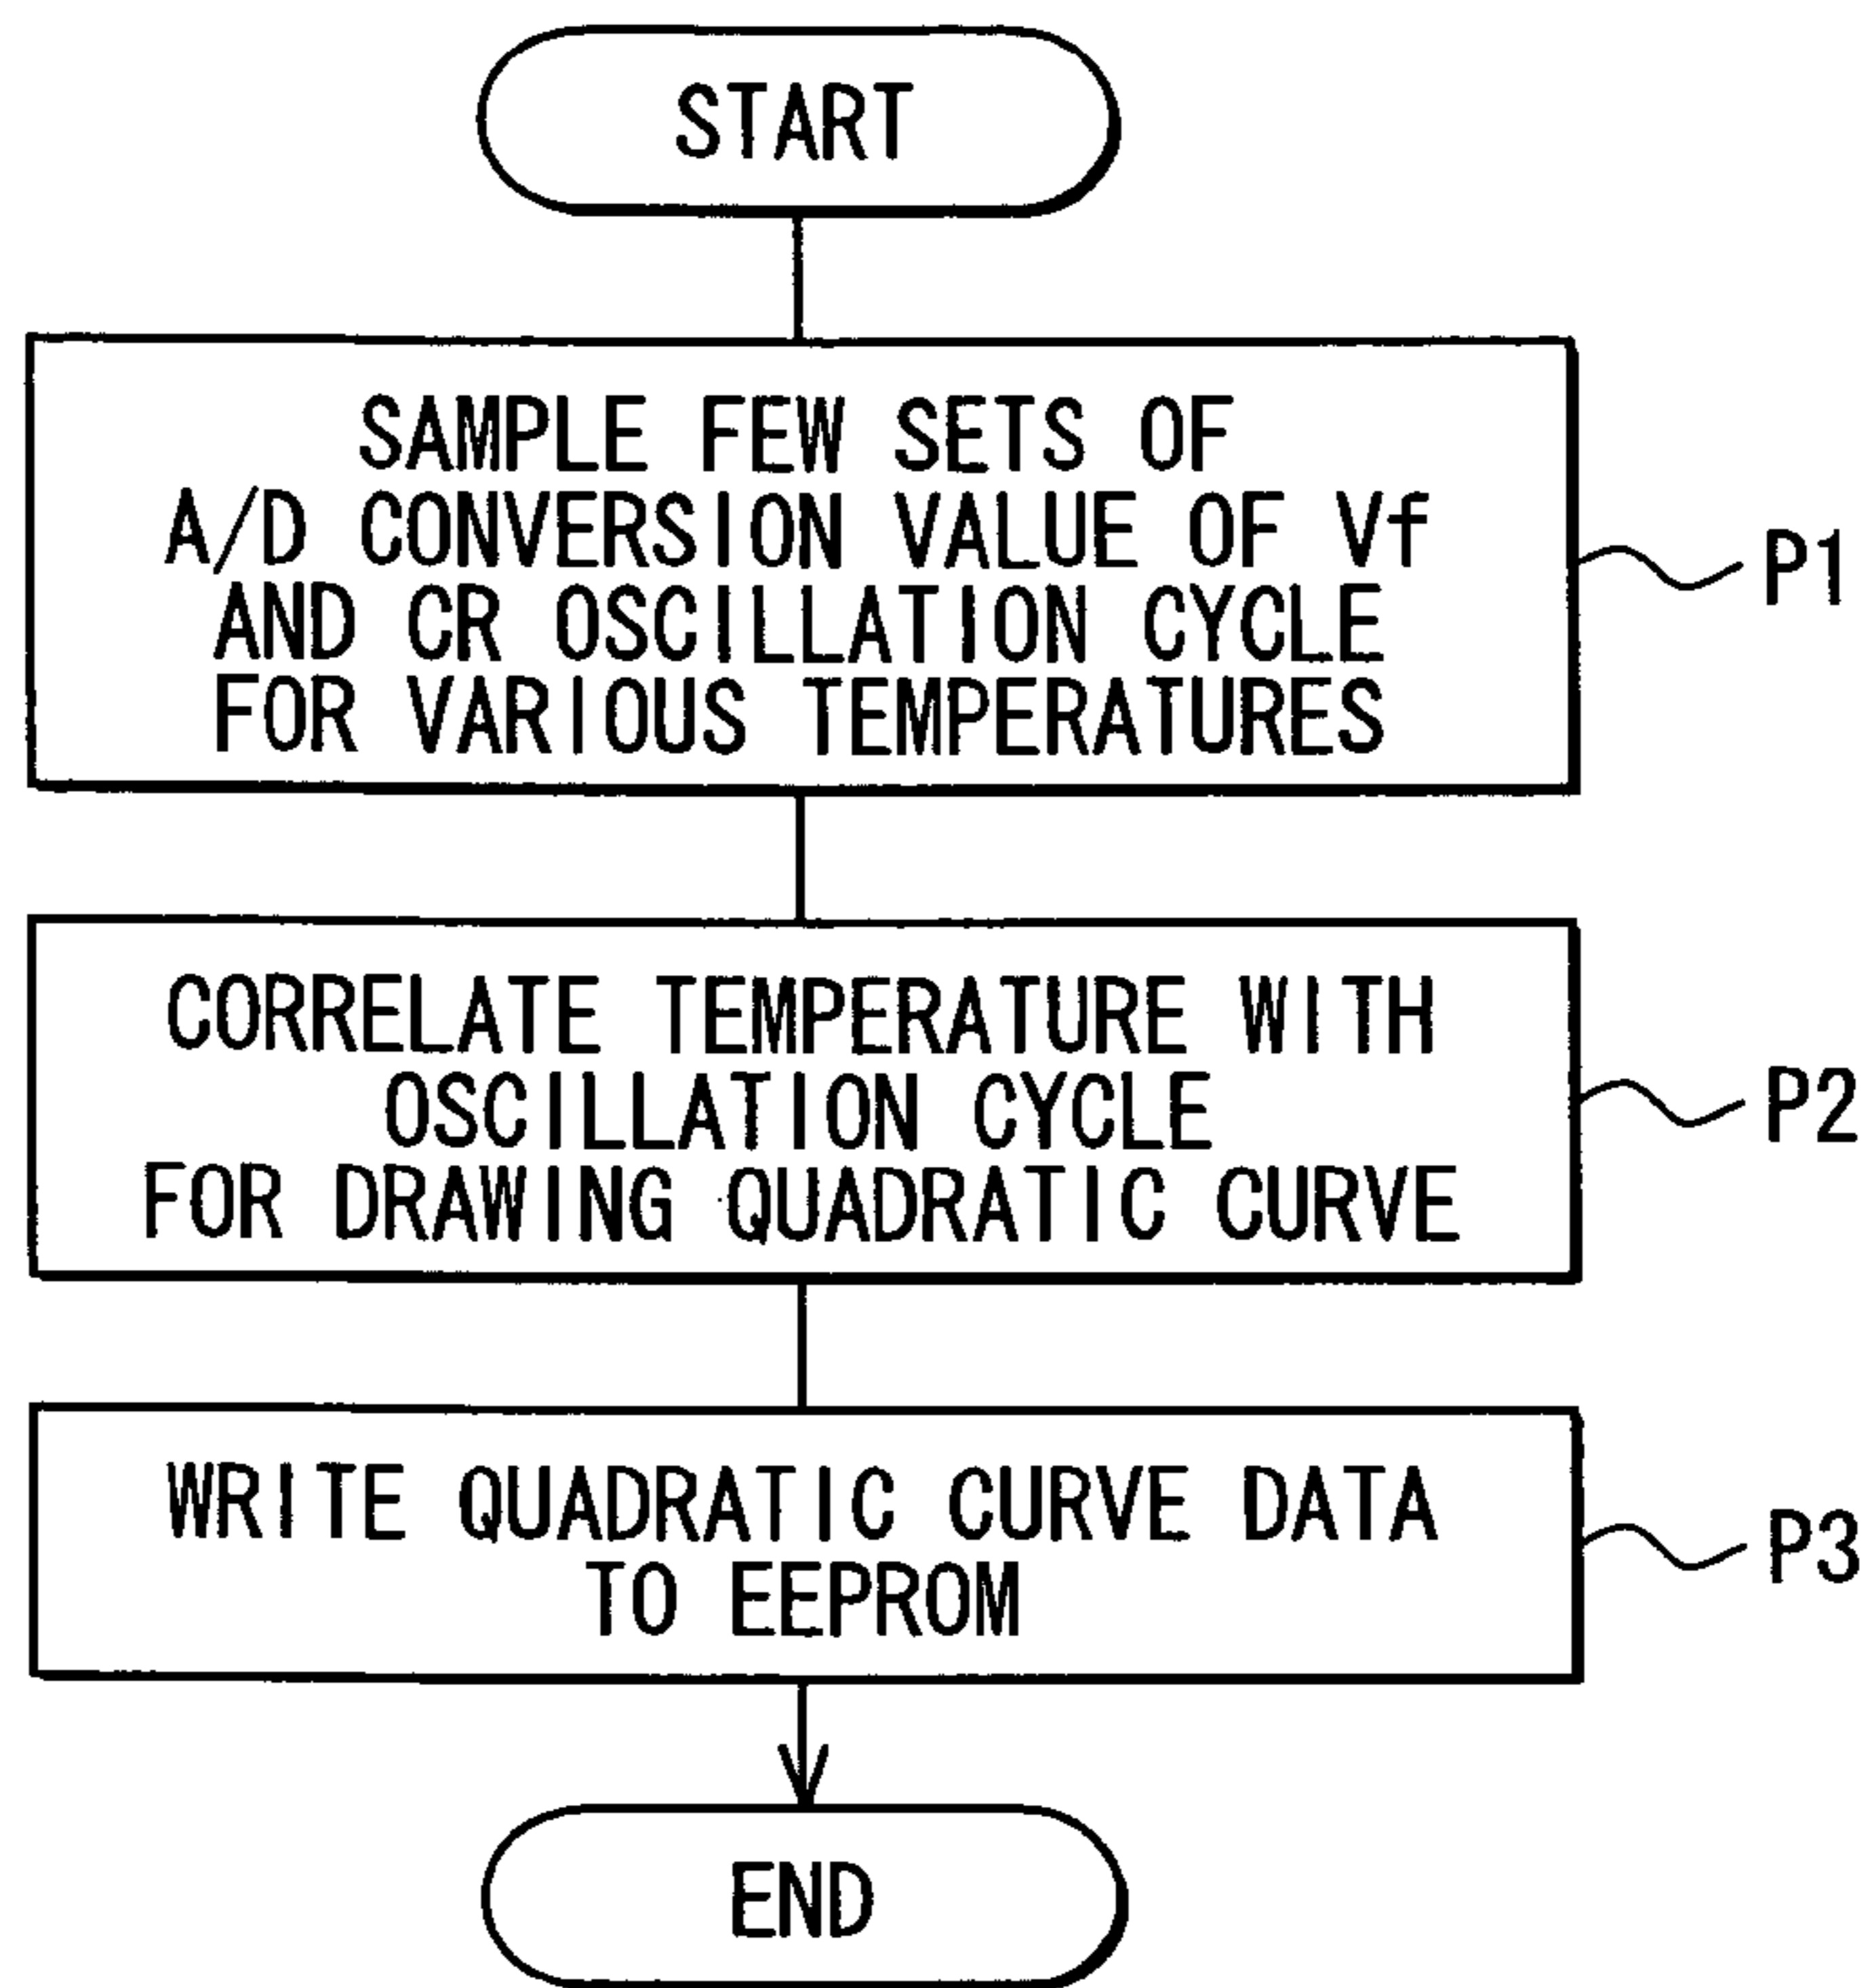 START
SAMPLE FEW SETS OF
A/D CONVERSION VALUE OF Vf
AND CR OSCILLATION CYCLE
FOR VARIOUS TEMPERATURES
P1
CORRELATE TEMPERATURE WITH
OSCILLATION CYCLE
FOR DRAWING QUADRATIC CURVE
P2
WRITE QUADRATIC CURVE DATA
TO EEPROM
P3
END